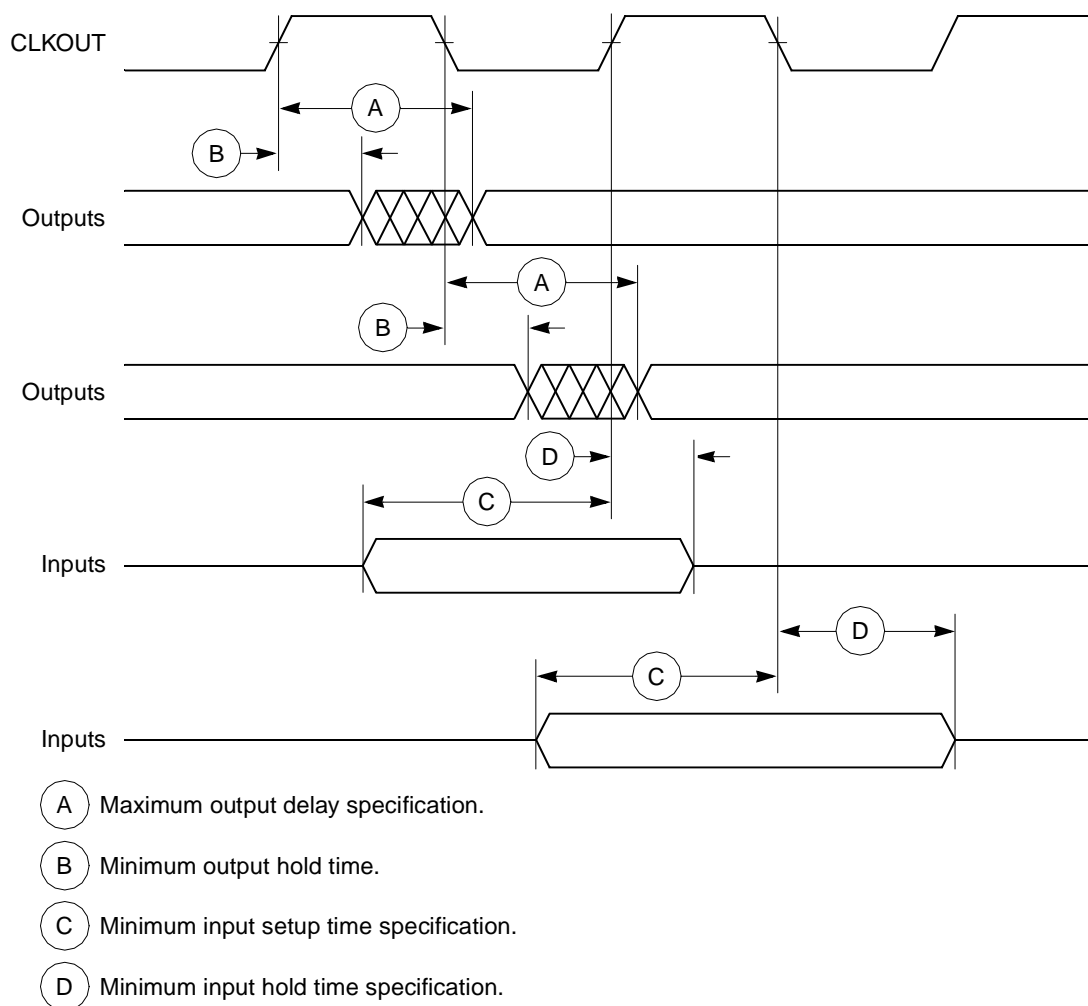 CLKOUT
A
B
Outputs
A
B
Outputs
D
C
Inputs
D
C
Inputs
A Maximum output delay specification.
B Minimum output hold time.
C Minimum input setup time specification.
D Minimum input hold time specification.